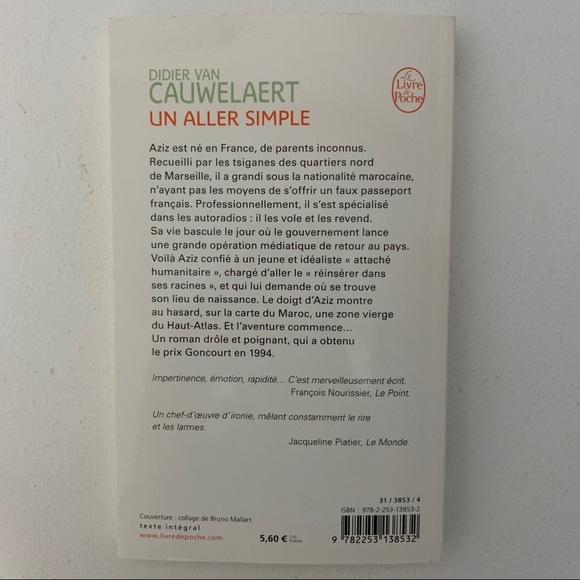 DIDIER VAN
CAUWELAERT
UN ALLER SIMPLE
Le
Livre
de
Poche
Aziz est né en France, de parents inconnus.
Recueilli par les tsiganes des quartiers nord
de Marseille, il a grandi sous la nationalité marocaine,
n'ayant pas les moyens de s'offrir un faux passeport
français. Professionnellement, il s'est spécialisé
dans les autoradios : il les vole et les revend.
Sa vie bascule le jour où le gouvernement lance
une grande opération médiatique de retour au pays.
Voilà Aziz confié à un jeune et idéaliste « attaché
humanitaire », chargé d'aller le « réinsérer dans
ses racines », et qui lui demande où se trouve
son lieu de naissance. Le doigt d'Aziz montre
au hasard, sur la carte du Maroc, une zone vierge
du Haut-Atlas. Et l'aventure commence...
Un roman drôle et poignant, qui a obtenu
le prix Goncourt en 1994.
Impertinence, émotion, rapidité... C'est merveilleusement écrit.
François Nourissier, Le Point.
Un chef-d'œuvre d'ironie, mêlant constamment le rire
et les larmes.
Jacqueline Piatier, Le Monde.
Couverture : collage de Bruno Mallart.
texte intégral
www.livredepoche.com
5,60 € TTC
France
31 / 3853 / 4
ISBN : 978-2-253-13853-2
9 782253 138532